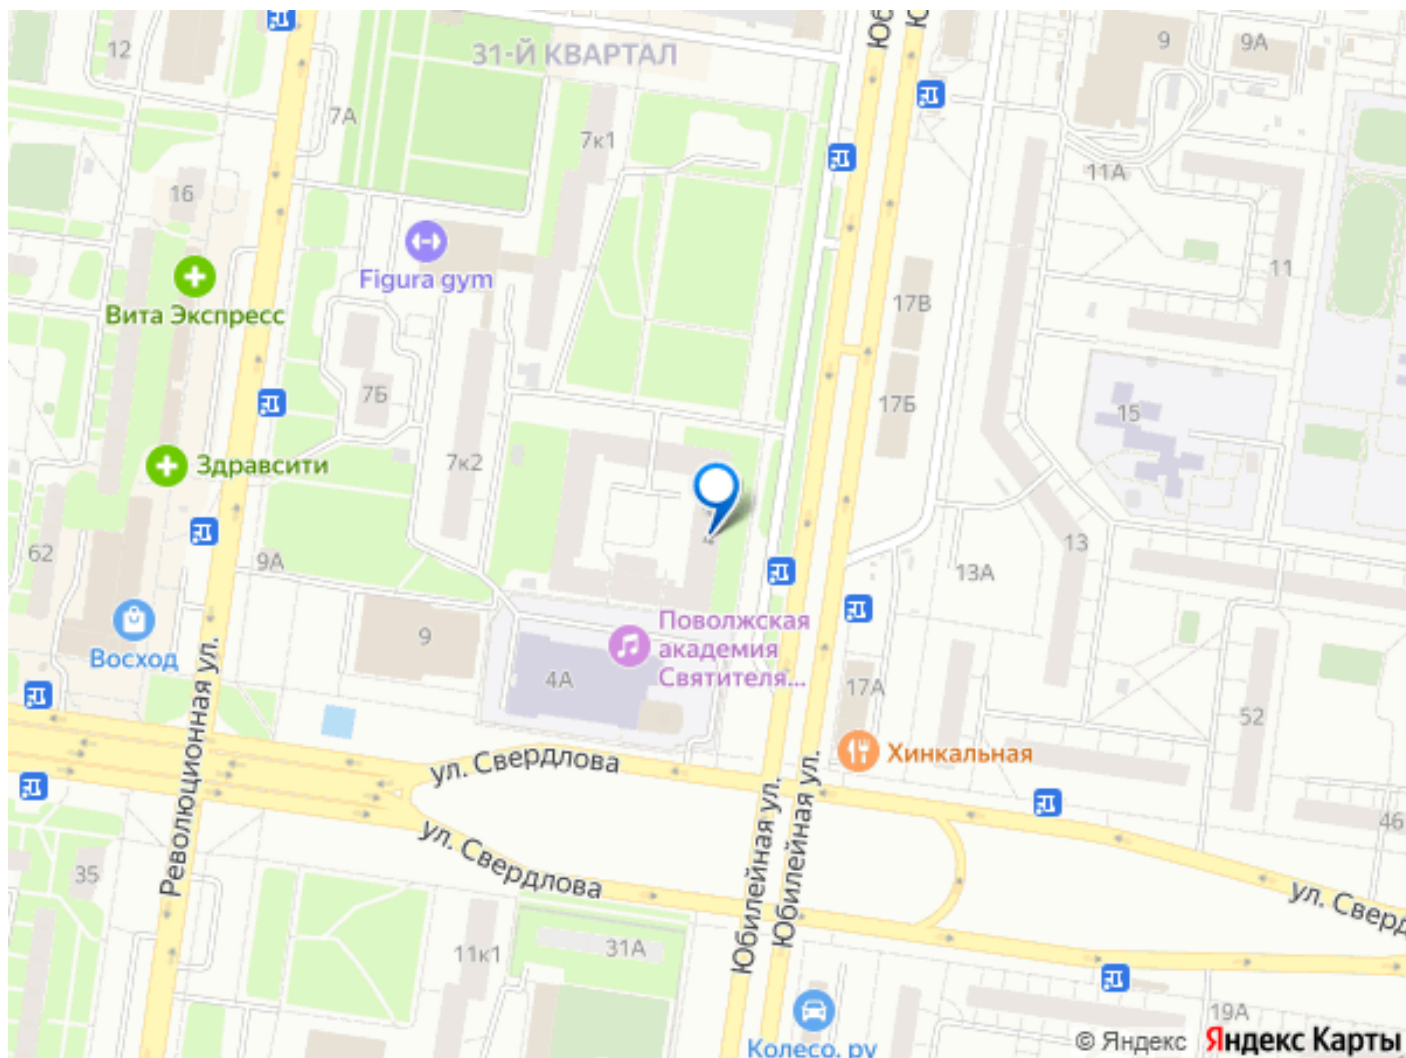 12
31-Й КВАРТАЛ
9
9А
7А
7к1
16
11А
Figura gym
11
Вита Экспресс
17В
7Б
17Б
15
7к2
Здравсити
4
62
9А
13
13А
Восход
9
Поволжская
академия
Святителя...
4А
17А
52
Революционная ул.
ул. Свердлова
Хинкальная
Юбилейная ул.
Юбилейная ул.
46
ул. Свердлова
35
11к1
31А
19А
Колесо. ру
© Яндекс Яндекс Карты